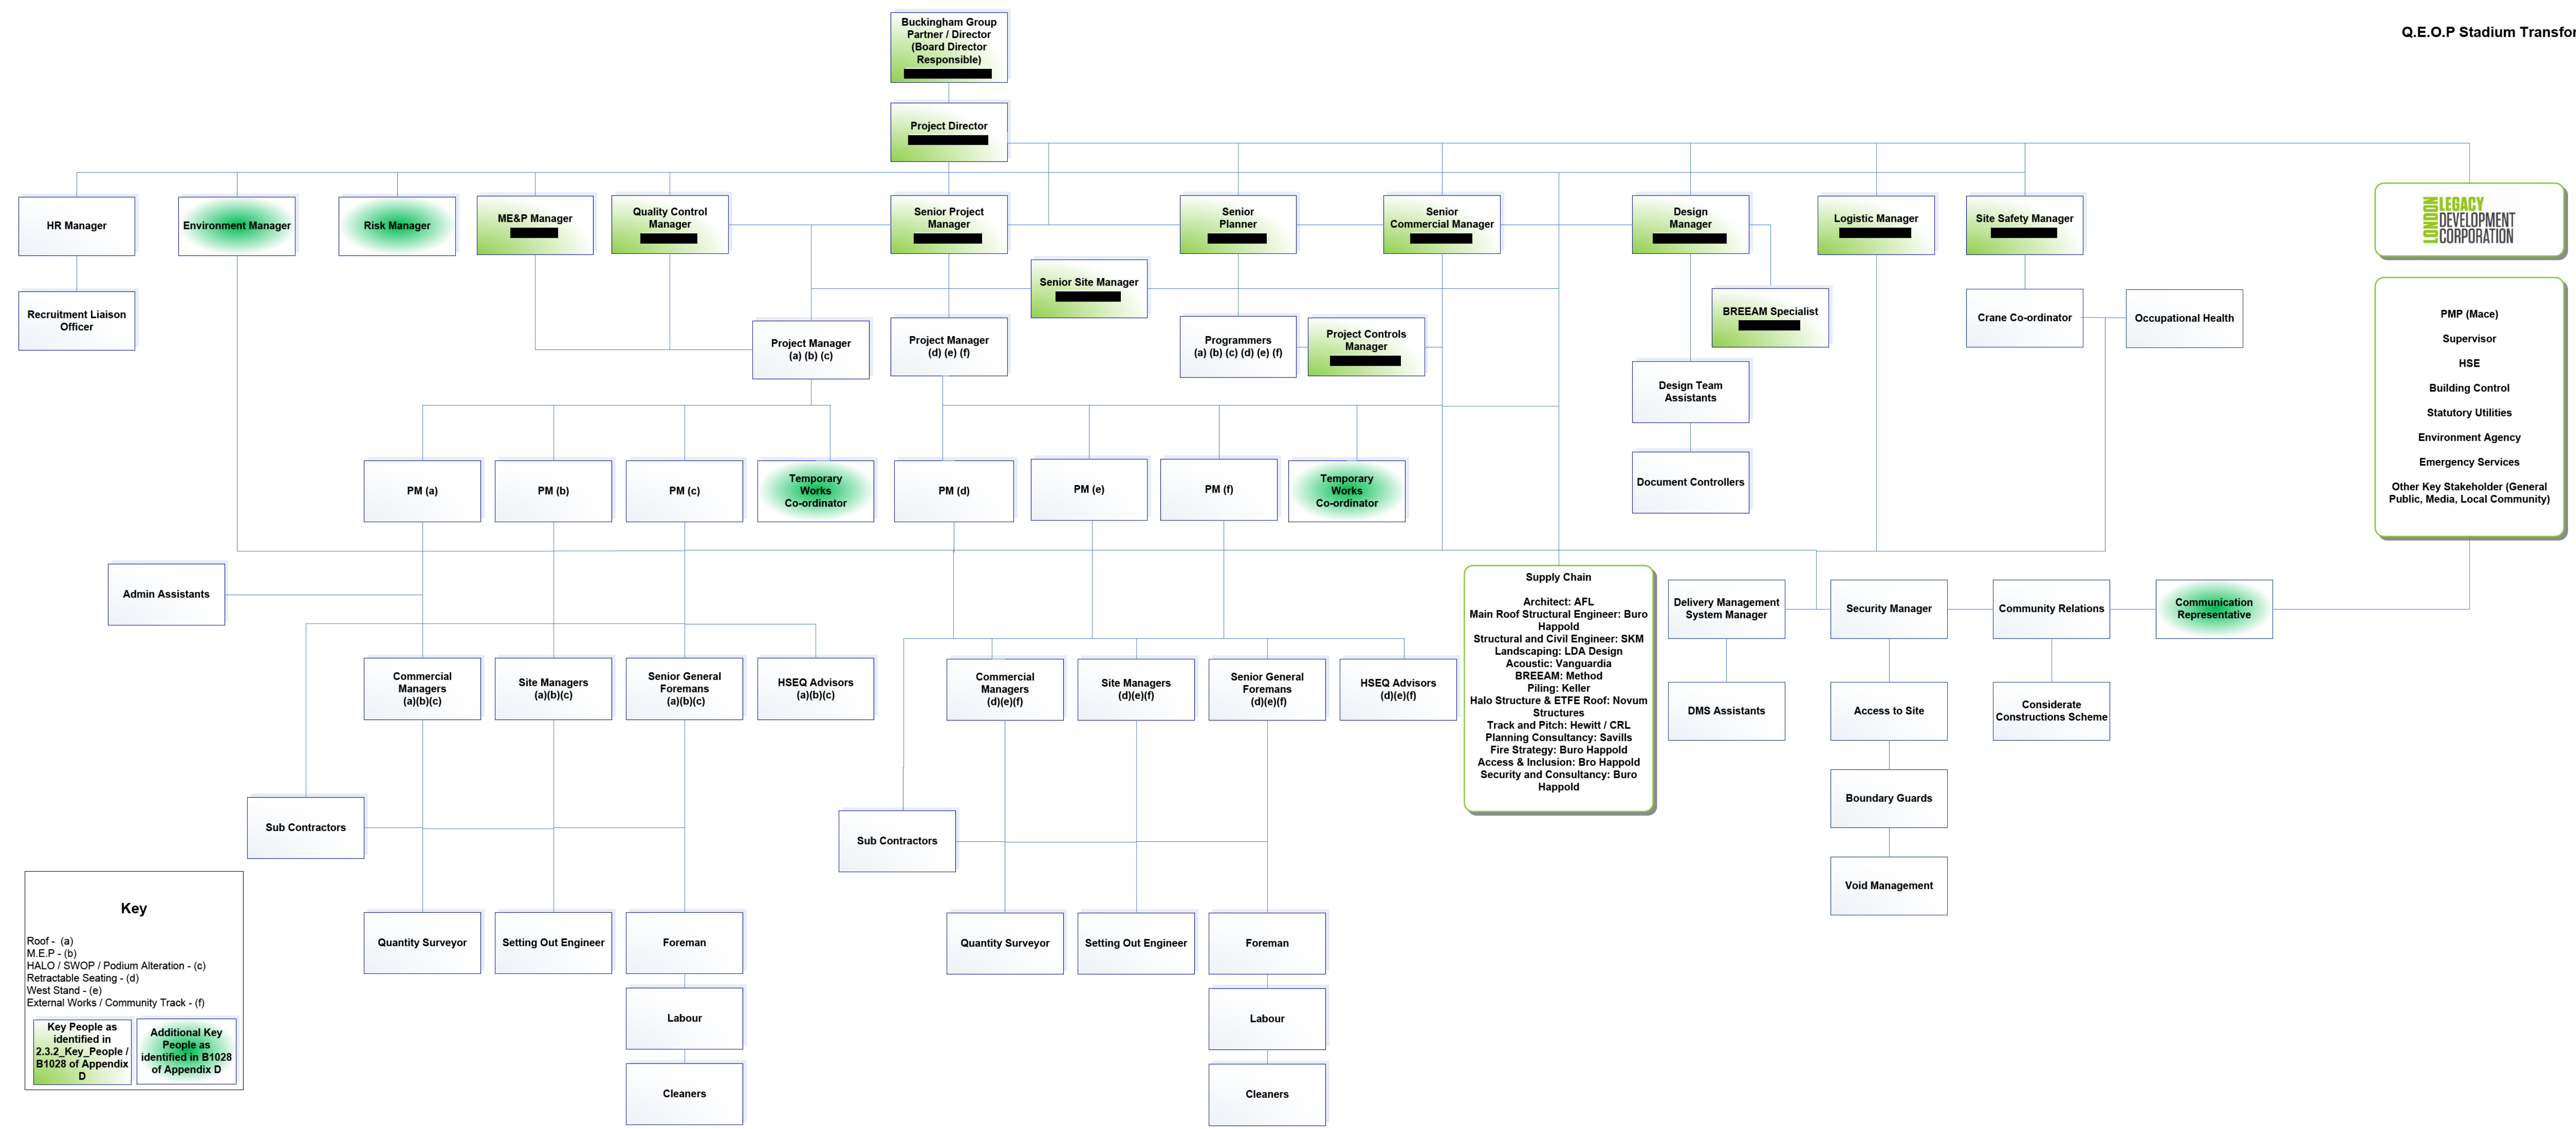 Buckingham Group
Partner / Director
(Board Director
Responsible)
Q.E.O.P Stadium Transfor
Project Director
HR Manager
Environment Manager
Risk Manager
ME&P Manager
Quality Control
Manager
Senior Project
Manager
Senior
Planner
Senior
Commercial Manager
Design
Manager
Logistic Manager
Site Safety Manager
LONDON
LEGACY
DEVELOPMENT
CORPORATION
Recruitment Liaison
Officer
Senior Site Manager
BREEAM Specialist
Crane Co-ordinator
Occupational Health
Project Manager
(a) (b) (c)
Project Manager
(d) (e) (f)
Programmers
(a) (b) (c) (d) (e) (f)
Project Controls
Manager
Design Team
Assistants
PMP (Mace)
Supervisor
HSE
Building Control
Statutory Utilities
Environment Agency
Emergency Services
Other Key Stakeholder (General
Public, Media, Local Community)
PM (a)
PM (b)
PM (c)
Temporary
Works
Co-ordinator
PM (d)
PM (e)
PM (f)
Temporary
Works
Co-ordinator
Document Controllers
Admin Assistants
Supply Chain
Architect: AFL
Main Roof Structural Engineer: Buro
Happold
Structural and Civil Engineer: SKM
Landscaping: LDA Design
Acoustic: Vanguardia
BREEAM: Method
Piling: Keller
Halo Structure & ETFE Roof: Novum
Structures
Track and Pitch: Hewitt / CRL
Planning Consultancy: Savills
Fire Strategy: Buro Happold
Access & Inclusion: Bro Happold
Security and Consultancy: Buro
Happold
Delivery Management
System Manager
Security Manager
Community Relations
Communication
Representative
Commercial
Managers
(a)(b)(c)
Site Managers
(a)(b)(c)
Senior General
Foremans
(a)(b)(c)
HSEQ Advisors
(a)(b)(c)
Commercial
Managers
(d)(e)(f)
Site Managers
(d)(e)(f)
Senior General
Foremans
(d)(e)(f)
HSEQ Advisors
(d)(e)(f)
DMS Assistants
Access to Site
Considerate
Constructions Scheme
Sub Contractors
Sub Contractors
Boundary Guards
Void Management
Quantity Surveyor
Setting Out Engineer
Foreman
Quantity Surveyor
Setting Out Engineer
Foreman
Labour
Labour
Cleaners
Cleaners
Key
Roof - (a)
M.E.P - (b)
HALO / SWOP / Podium Alteration - (c)
Retractable Seating - (d)
West Stand - (e)
External Works / Community Track - (f)
Key People as
identified in
2.3.2_Key_People /
B1028 of Appendix
D
Additional Key
People as
identified in B1028
of Appendix D